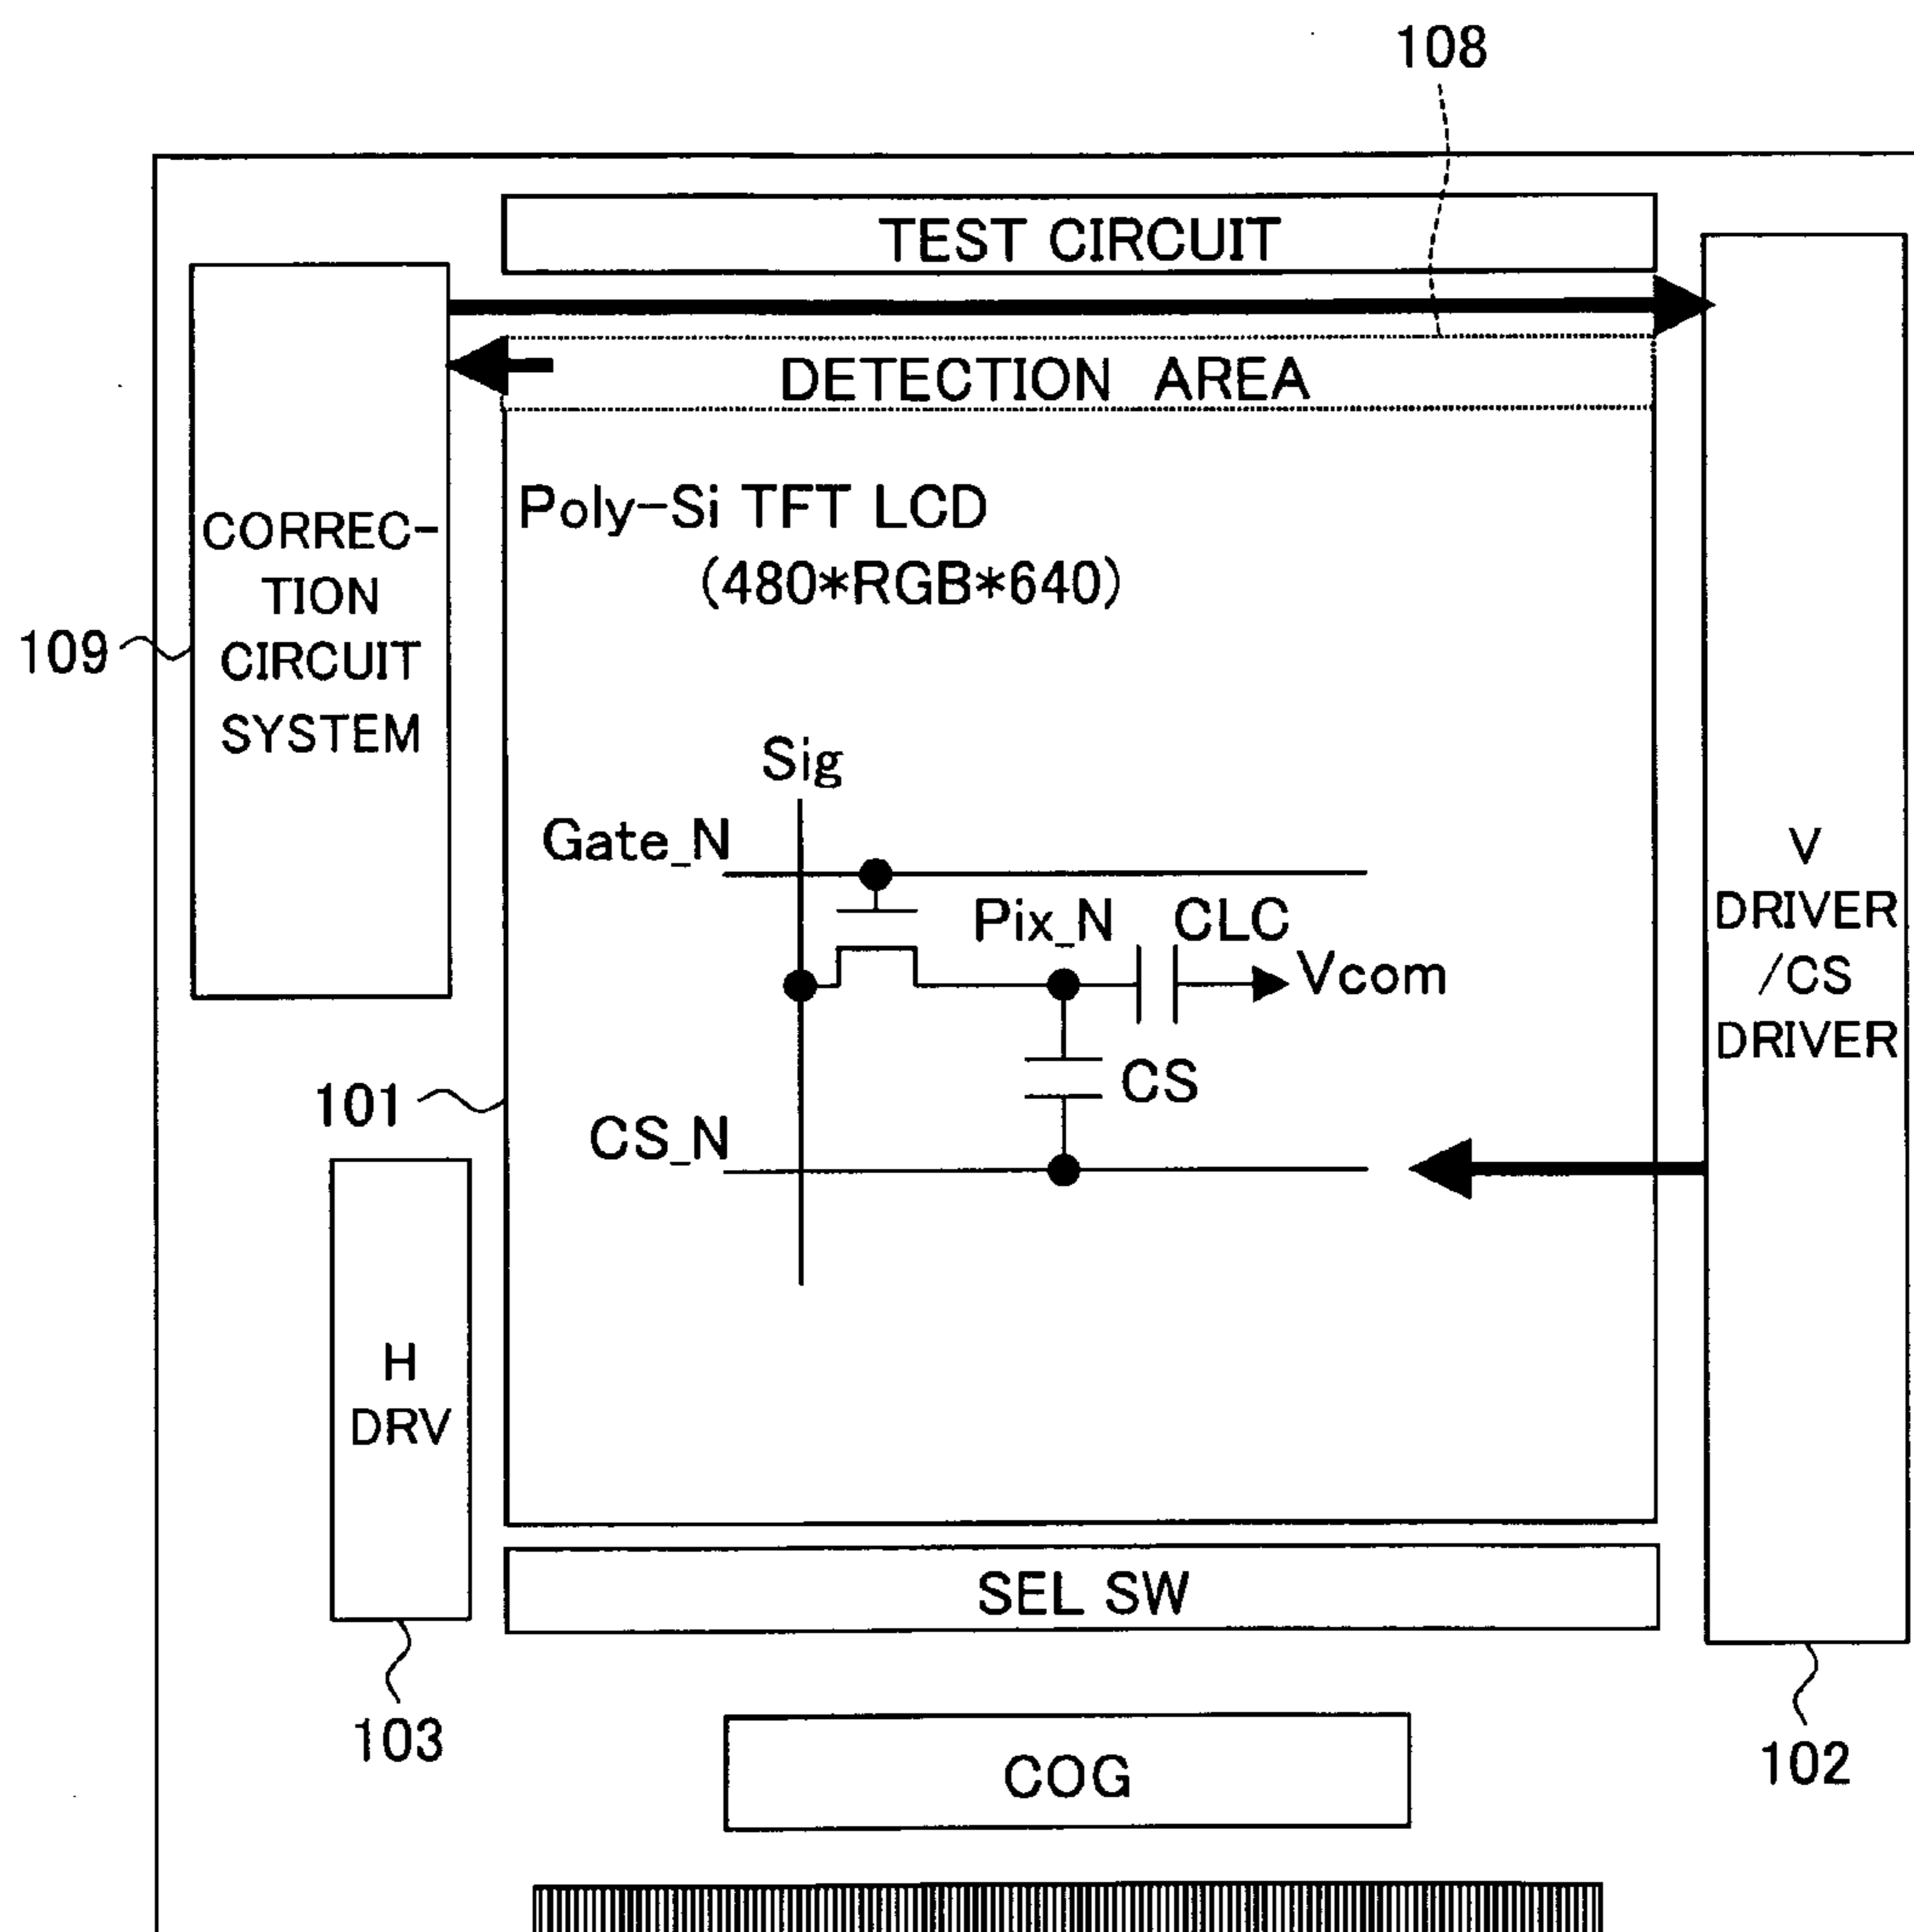 108
TEST CIRCUIT
DETECTION AREA
CORREC-
TION
CIRCUIT
SYSTEM
109
Poly-Si TFT LCD
(480*RGB*640)
Sig
Gate_N
Pix_N
CLC
Vcom
CS
CS_N
V
DRIVER
/CS
DRIVER
101
H
DRV
SEL SW
103
102
COG